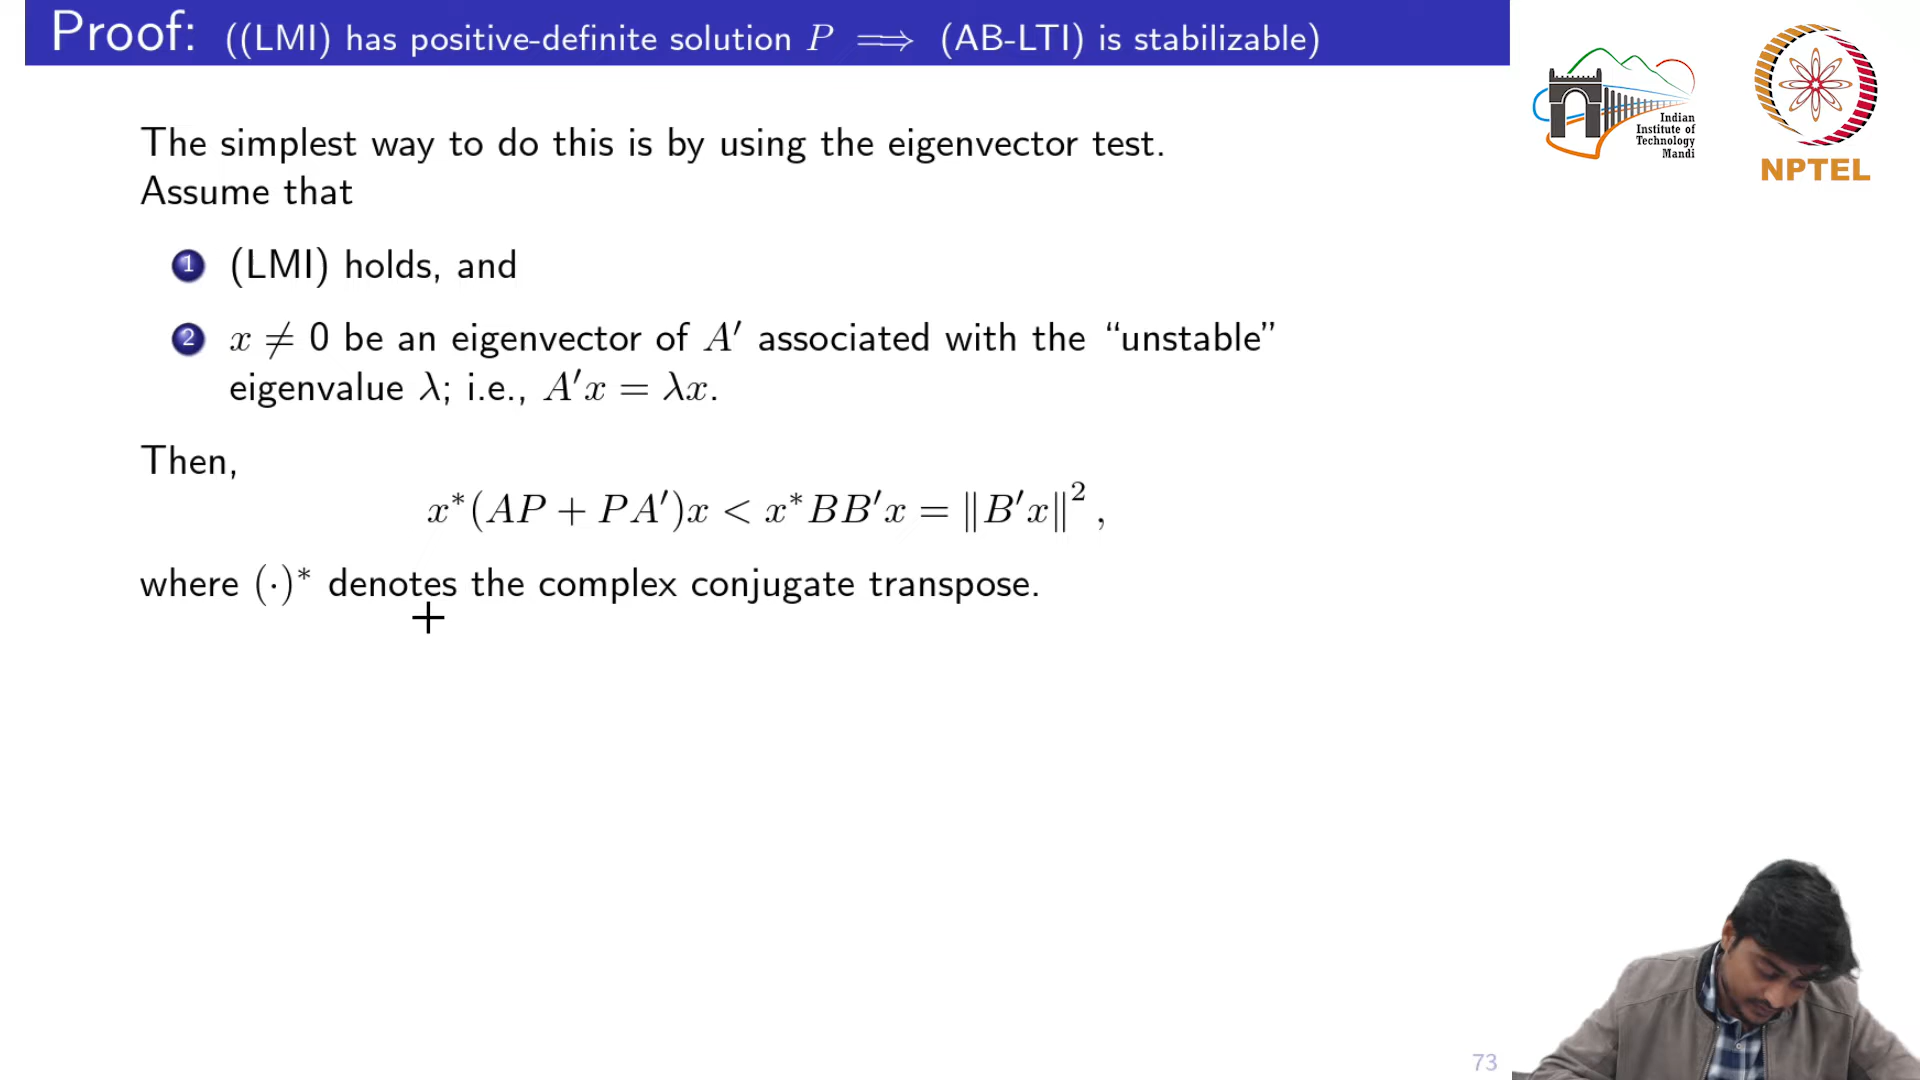 Proof: ((LMI) has positive-definite solution P ⟹ (AB-LTI) is stabilizable)
Indian
Institute of
Technology
Mandi
NPTEL
The simplest way to do this is by using the eigenvector test.
Assume that
1 (LMI) holds, and
2 x ≠ 0 be an eigenvector of A′ associated with the “unstable”
eigenvalue λ; i.e., A′x = λx.
Then,
x*(AP + PA′)x < x*BB′x = ‖B′x‖²,
where (·)* denotes the complex conjugate transpose.
73